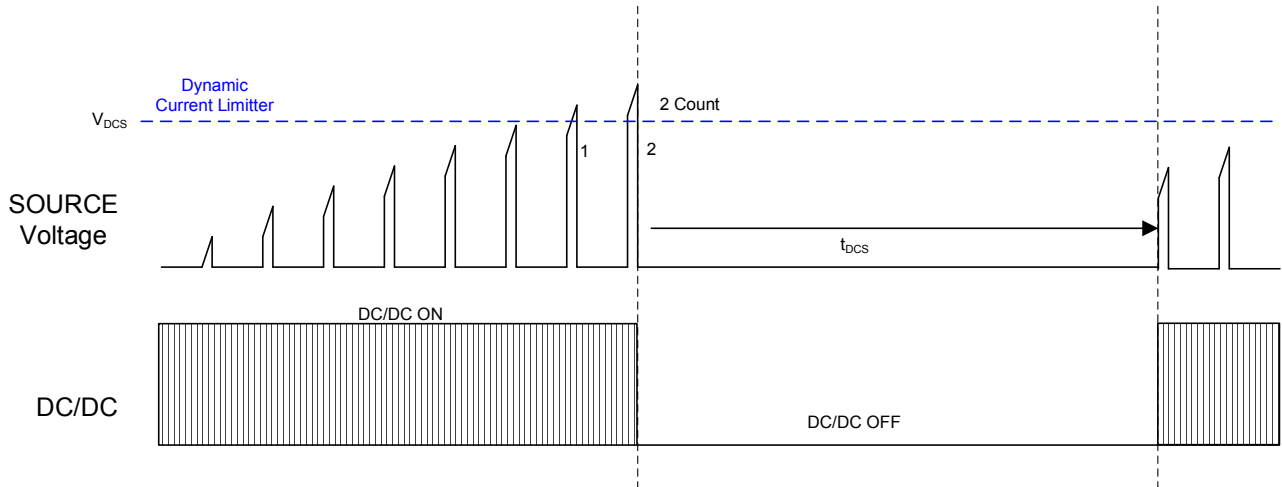 Dynamic
Current Limitter
V_DCS
2 Count
1
2
SOURCE
Voltage
t_DCS
DC/DC ON
DC/DC
DC/DC OFF